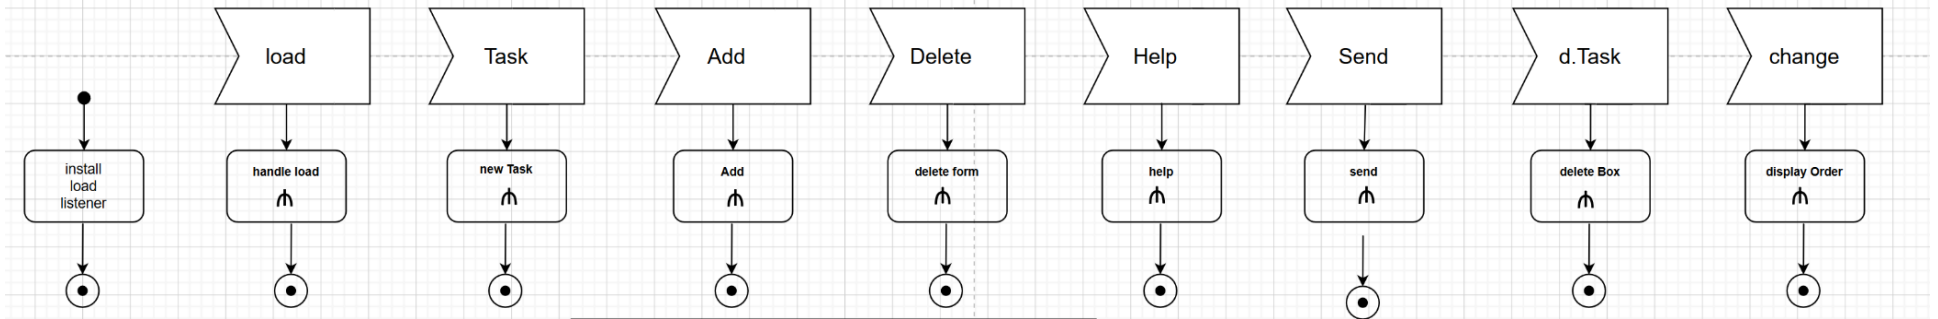 load
Task
Add
Delete
Help
Send
d.Task
change
install
load
listener
handle load
new Task
Add
delete form
help
send
delete Box
display Order